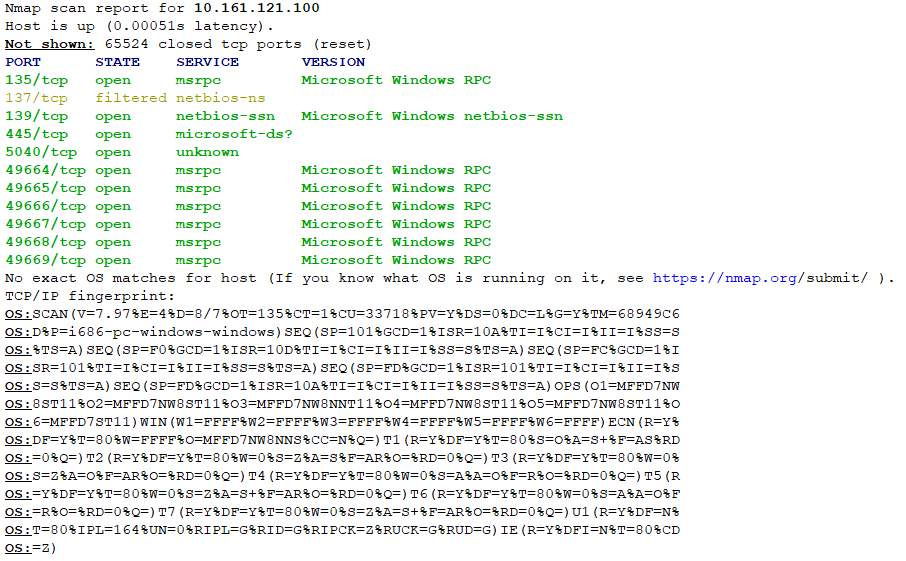 Nmap scan report for 10.161.121.100
Host is up (0.00051s latency).
Not shown: 65524 closed tcp ports (reset)
PORT      STATE    SERVICE       VERSION
135/tcp   open     msrpc         Microsoft Windows RPC
137/tcp   filtered netbios-ns
139/tcp   open     netbios-ssn   Microsoft Windows netbios-ssn
445/tcp   open     microsoft-ds?
5040/tcp  open     unknown
49664/tcp open     msrpc         Microsoft Windows RPC
49665/tcp open     msrpc         Microsoft Windows RPC
49666/tcp open     msrpc         Microsoft Windows RPC
49667/tcp open     msrpc         Microsoft Windows RPC
49668/tcp open     msrpc         Microsoft Windows RPC
49669/tcp open     msrpc         Microsoft Windows RPC
No exact OS matches for host (If you know what OS is running on it, see https://nmap.org/submit/ ).
TCP/IP fingerprint:
OS:SCAN(V=7.97%E=4%D=8/7%OT=135%CT=1%CU=33718%PV=Y%DS=0%DC=L%G=Y%TM=68949C6
OS:D%P=i686-pc-windows-windows)SEQ(SP=101%GCD=1%ISR=10A%TI=I%CI=I%II=I%SS=S
OS:%TS=A)SEQ(SP=F0%GCD=1%ISR=10D%TI=I%CI=I%II=I%SS=S%TS=A)SEQ(SP=FC%GCD=1%I
OS:SR=101%TI=I%CI=I%II=I%SS=S%TS=A)SEQ(SP=FD%GCD=1%ISR=101%TI=I%CI=I%II=I%S
OS:S=S%TS=A)SEQ(SP=FD%GCD=1%ISR=10A%TI=I%CI=I%II=I%SS=S%TS=A)OPS(O1=MFFD7NW
OS:8ST11%O2=MFFD7NW8ST11%O3=MFFD7NW8NNT11%O4=MFFD7NW8ST11%O5=MFFD7NW8ST11%O
OS:6=MFFD7ST11)WIN(W1=FFFF%W2=FFFF%W3=FFFF%W4=FFFF%W5=FFFF%W6=FFFF)ECN(R=Y%
OS:DF=Y%T=80%W=FFFF%O=MFFD7NW8NNS%CC=N%Q=)T1(R=Y%DF=Y%T=80%S=O%A=S+%F=AS%RD
OS:=0%Q=)T2(R=Y%DF=Y%T=80%W=0%S=Z%A=S%F=AR%O=%RD=0%Q=)T3(R=Y%DF=Y%T=80%W=0%
OS:S=Z%A=O%F=AR%O=%RD=0%Q=)T4(R=Y%DF=Y%T=80%W=0%S=A%A=O%F=R%O=%RD=0%Q=)T5(R
OS:=Y%DF=Y%T=80%W=0%S=Z%A=S+%F=AR%O=%RD=0%Q=)T6(R=Y%DF=Y%T=80%W=0%S=A%A=O%F
OS:=R%O=%RD=0%Q=)T7(R=Y%DF=Y%T=80%W=0%S=Z%A=S+%F=AR%O=%RD=0%Q=)U1(R=Y%DF=N%
OS:T=80%IPL=164%UN=0%RIPL=G%RID=G%RIPCK=Z%RUCK=G%RUD=G)IE(R=Y%DFI=N%T=80%CD
OS:=Z)